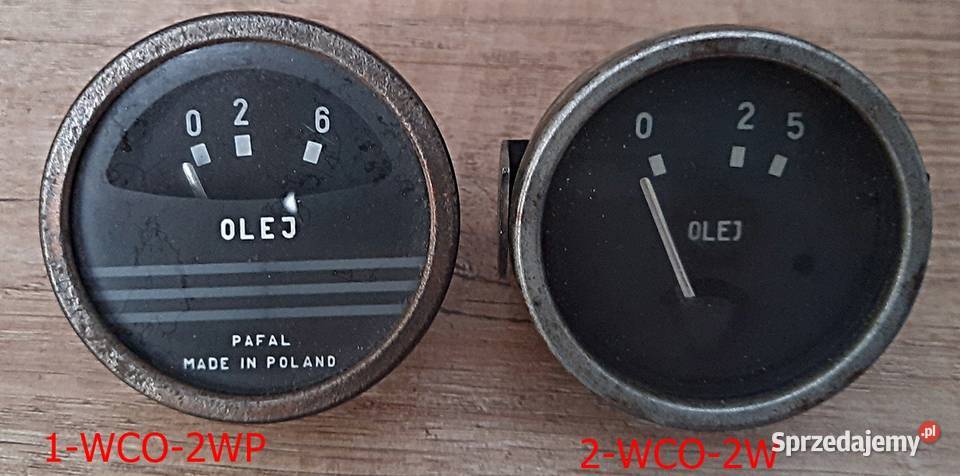 0 2 6
OLEJ
PAFAL
MADE IN POLAND
1-WCO-2WP
0 2 5
OLEJ
2-WCO-2W
Sprzedajemy.pl